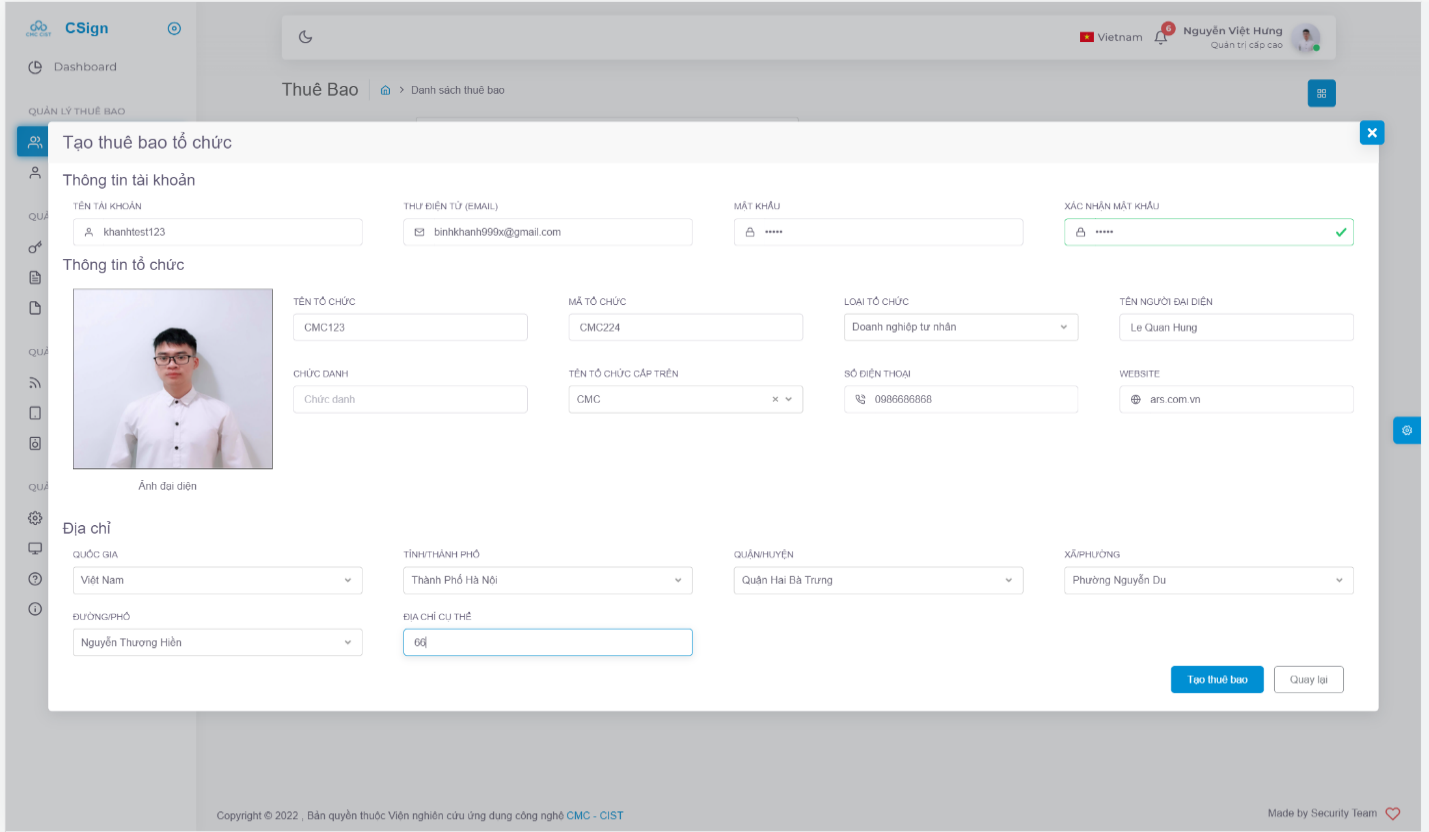 CMC CIST
CSign
Vietnam
6
Nguyễn Việt Hưng
Quản trị cấp cao
Dashboard
Thuê Bao
Danh sách thuê bao
QUẢN LÝ THUÊ BAO
Tạo thuê bao tổ chức
Thông tin tài khoản
TÊN TÀI KHOẢN
THƯ ĐIỆN TỬ (EMAIL)
MẬT KHẨU
XÁC NHẬN MẬT KHẨU
khanhtest123
binhkhanh999x@gmail.com
•••••
•••••
Thông tin tổ chức
TÊN TỔ CHỨC
MÃ TỔ CHỨC
LOẠI TỔ CHỨC
TÊN NGƯỜI ĐẠI DIỆN
CMC123
CMC224
Doanh nghiệp tư nhân
Le Quan Hung
CHỨC DANH
TÊN TỔ CHỨC CẤP TRÊN
SỐ ĐIỆN THOẠI
WEBSITE
Chức danh
CMC
0986686868
ars.com.vn
Ảnh đại diện
QUẢ
QUẢ
QUẢ
Địa chỉ
QUỐC GIA
TỈNH/THÀNH PHỐ
QUẬN/HUYỆN
XÃ/PHƯỜNG
Việt Nam
Thành Phố Hà Nội
Quận Hai Bà Trưng
Phường Nguyễn Du
ĐƯỜNG/PHỐ
ĐỊA CHỈ CỤ THỂ
Nguyễn Thượng Hiền
66
Tạo thuê bao
Quay lại
Copyright © 2022 , Bản quyền thuộc Viện nghiên cứu ứng dụng công nghệ CMC - CIST
Made by Security Team